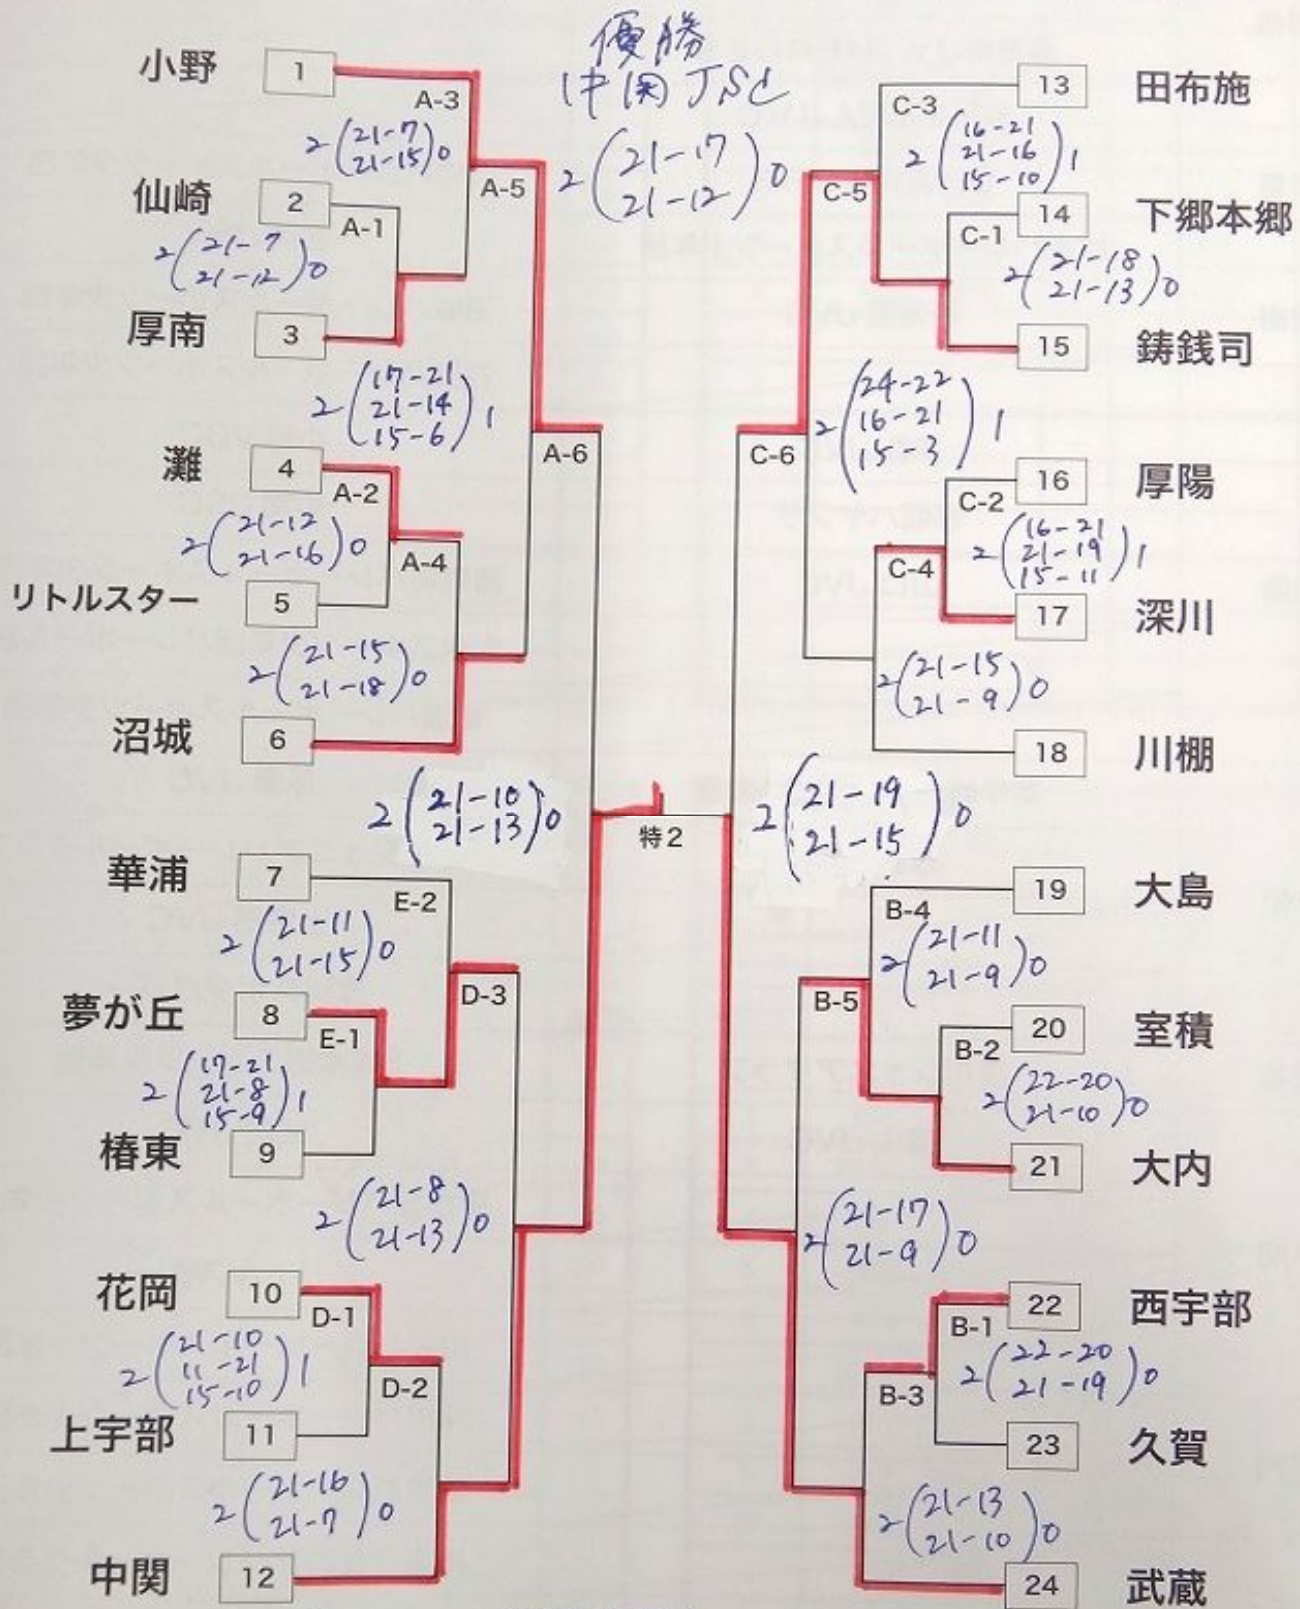 優勝
中関JSC
2(21-17 21-12)0
小野 1
A-3
2(21-7 21-15)0
仙崎 2
A-1
A-5
2(21-7 21-12)0
厚南 3
2(17-21 21-14 15-6)1
灘 4
A-2
A-6
2(21-12 21-16)0
A-4
リトルスター 5
2(21-15 21-18)0
沼城 6
2(21-10 21-13)0
特2
華浦 7
E-2
2(21-11 21-15)0
夢が丘 8
E-1
D-3
2(17-21 21-8 15-9)1
椿東 9
2(21-8 21-13)0
花岡 10
D-1
2(21-10 11-21 15-10)1
D-2
上宇部 11
2(21-16 21-7)0
中関 12
13 田布施
C-3
2(16-21 21-16 15-10)1
C-5
14 下郷本郷
C-1
2(21-18 21-13)0
15 鋳銭司
2(24-22 16-21 15-3)1
C-6
16 厚陽
C-2
2(16-21 21-19 15-11)1
C-4
17 深川
2(21-15 21-9)0
18 川棚
2(21-19 21-15)0
19 大島
B-4
2(21-11 21-9)0
B-5
20 室積
B-2
2(22-20 21-10)0
21 大内
2(21-17 21-9)0
22 西宇部
B-1
2(22-20 21-19)0
B-3
23 久賀
2(21-13 21-10)0
24 武蔵